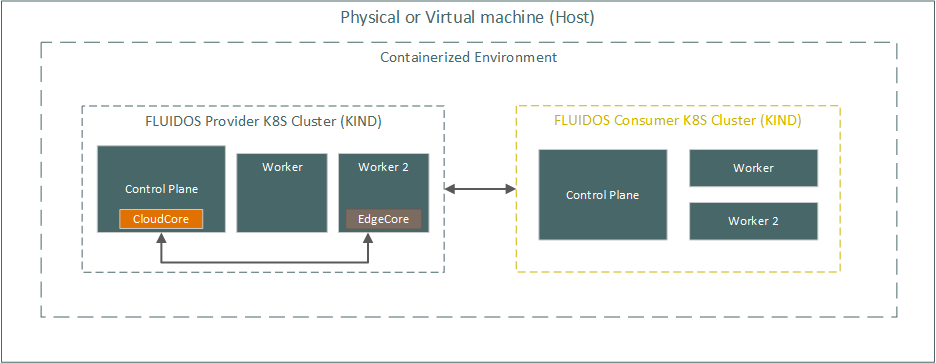 Physical or Virtual machine (Host)
Containerized Environment
FLUIDOS Provider K8S Cluster (KIND)
Control Plane
CloudCore
Worker
Worker 2
EdgeCore
FLUIDOS Consumer K8S Cluster (KIND)
Control Plane
Worker
Worker 2